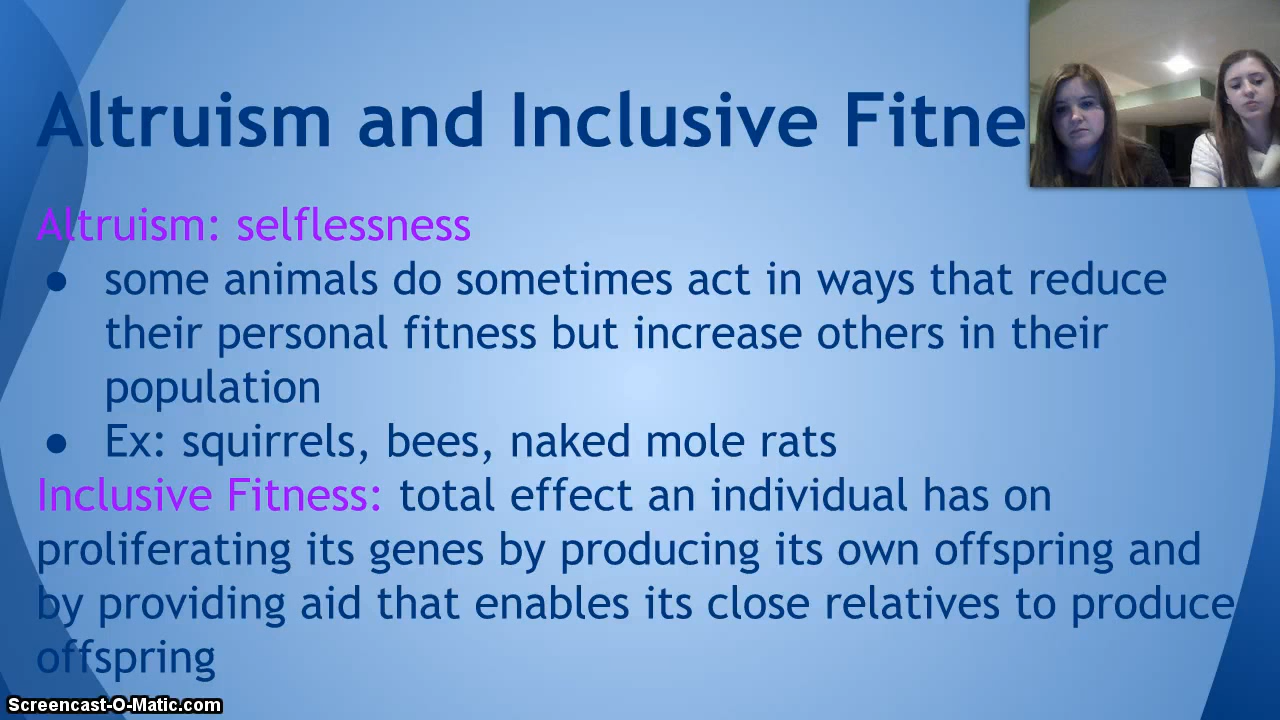 Altruism and Inclusive Fitne
Altruism: selflessness
● some animals do sometimes act in ways that reduce
their personal fitness but increase others in their
population
● Ex: squirrels, bees, naked mole rats
Inclusive Fitness: total effect an individual has on
proliferating its genes by producing its own offspring and
by providing aid that enables its close relatives to produce
offspring
Screencast-O-Matic.com